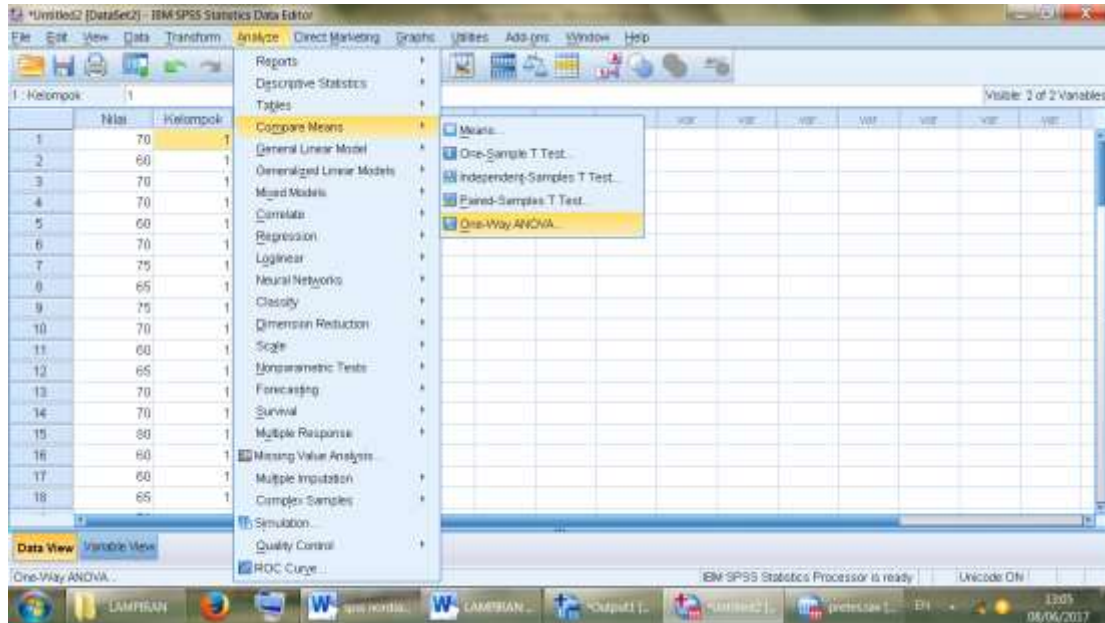 *Untitled2 [DataSet2] - IBM SPSS Statistics Data Editor
File Edit View Data Transform Analyze Direct Marketing Graphs Utilities Add-ons Window Help
1 : Kelompok 1
Visible: 2 of 2 Variables
Nilai Kelompok var var var var var var var
1 70 1
2 60 1
3 70 1
4 70 1
5 60 1
6 70 1
7 75 1
8 65 1
9 75 1
10 70 1
11 60 1
12 65 1
13 70 1
14 70 1
15 80 1
16 60 1
17 60 1
18 65 1
Reports
Descriptive Statistics
Tables
Compare Means
General Linear Model
Generalized Linear Models
Mixed Models
Correlate
Regression
Loglinear
Neural Networks
Classify
Dimension Reduction
Scale
Nonparametric Tests
Forecasting
Survival
Multiple Response
Missing Value Analysis...
Multiple Imputation
Complex Samples
Simulation...
Quality Control
ROC Curve...
Means...
One-Sample T Test...
Independent-Samples T Test...
Paired-Samples T Test...
One-Way ANOVA...
Data View Variable View
One-Way ANOVA...
IBM SPSS Statistics Processor is ready
Unicode:ON
LAMPIRAN
LAMPIRAN...
*Output1 [...
*Untitled2 [...
pretes.sav [...
EN
13:05
08/06/2017